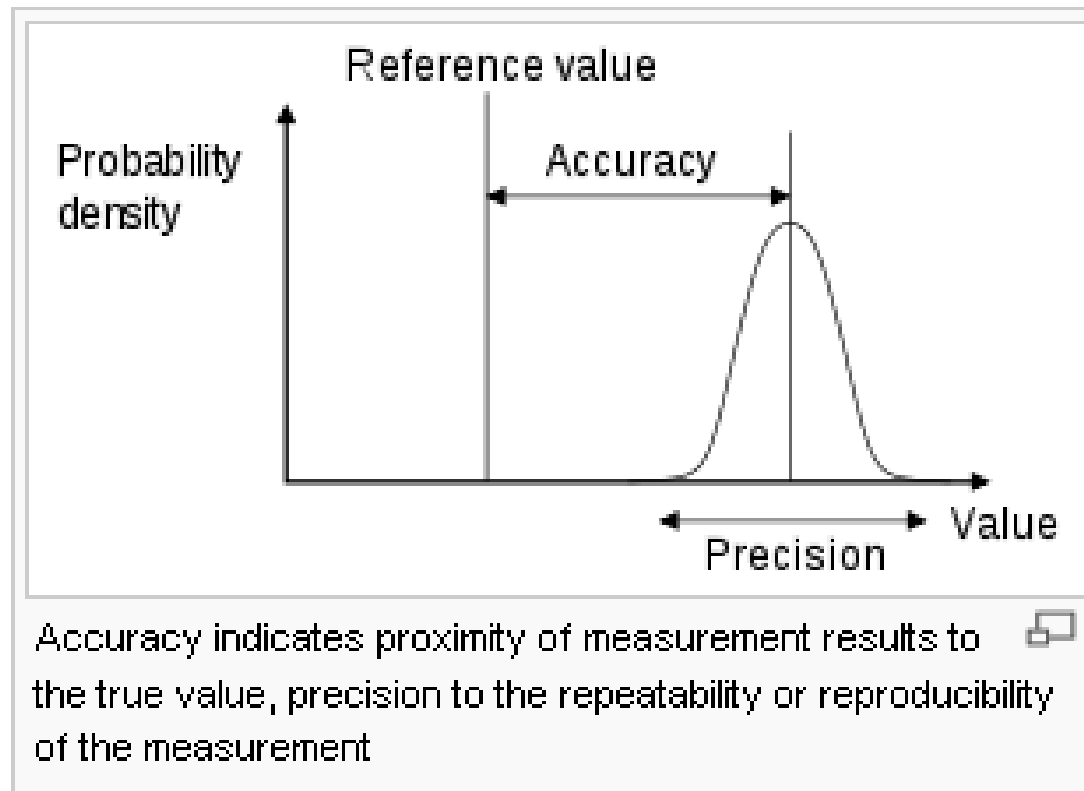 Reference value
Probability
density
Accuracy
Value
Precision
Accuracy indicates proximity of measurement results to
the true value, precision to the repeatability or reproducibility
of the measurement